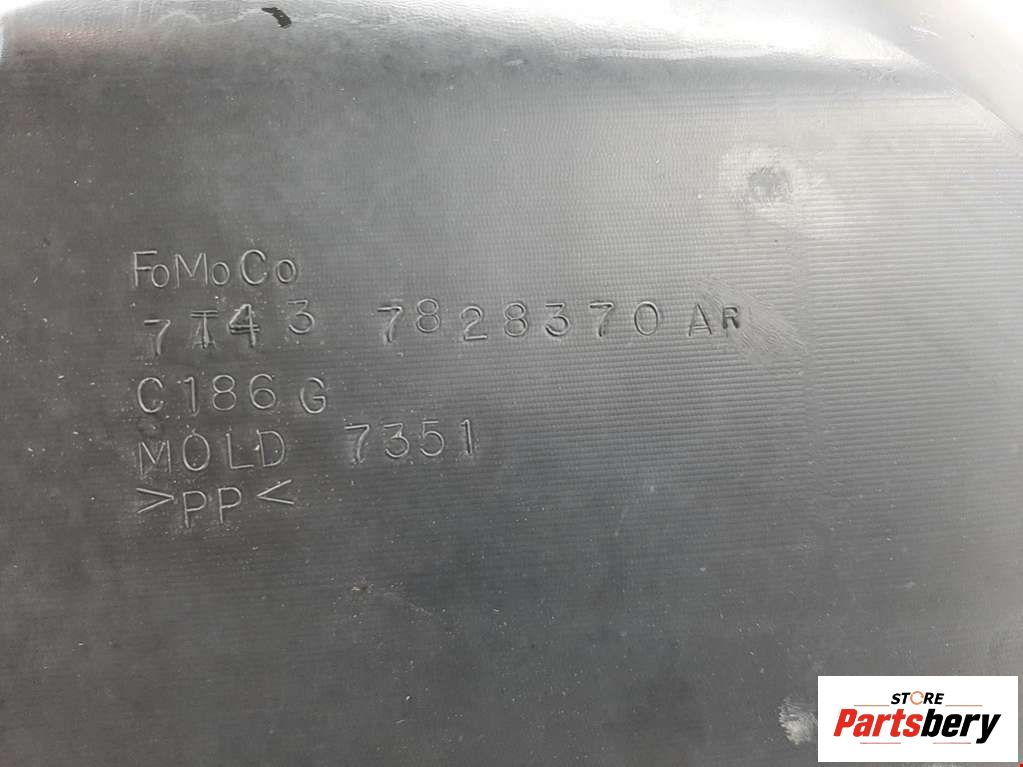 FoMoCo
7T43 7828370 AR
C186G
MOLD 7351
>PP<
STORE
Partsbery